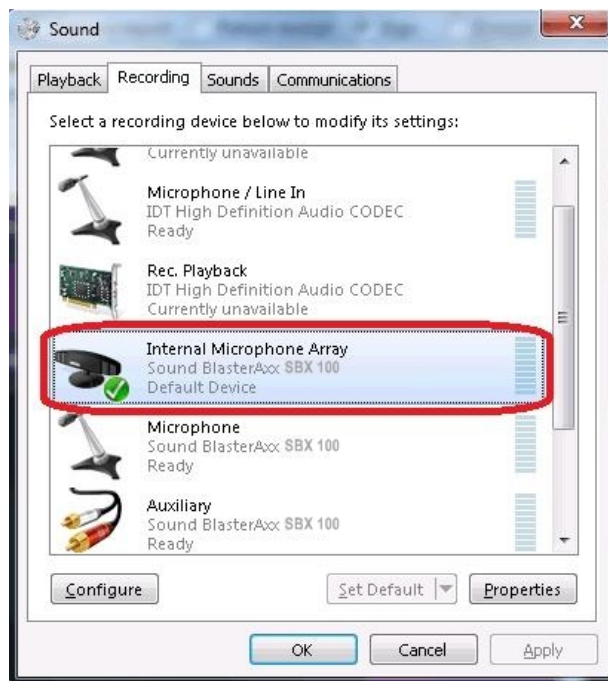 Sound
Playback Recording Sounds Communications
Select a recording device below to modify its settings:
Currently unavailable
Microphone / Line In
IDT High Definition Audio CODEC
Ready
Rec. Playback
IDT High Definition Audio CODEC
Currently unavailable
Internal Microphone Array
Sound BlasterAxx SBX 100
Default Device
Microphone
Sound BlasterAxx SBX 100
Ready
Auxiliary
Sound BlasterAxx SBX 100
Ready
Configure Set Default Properties
OK Cancel Apply